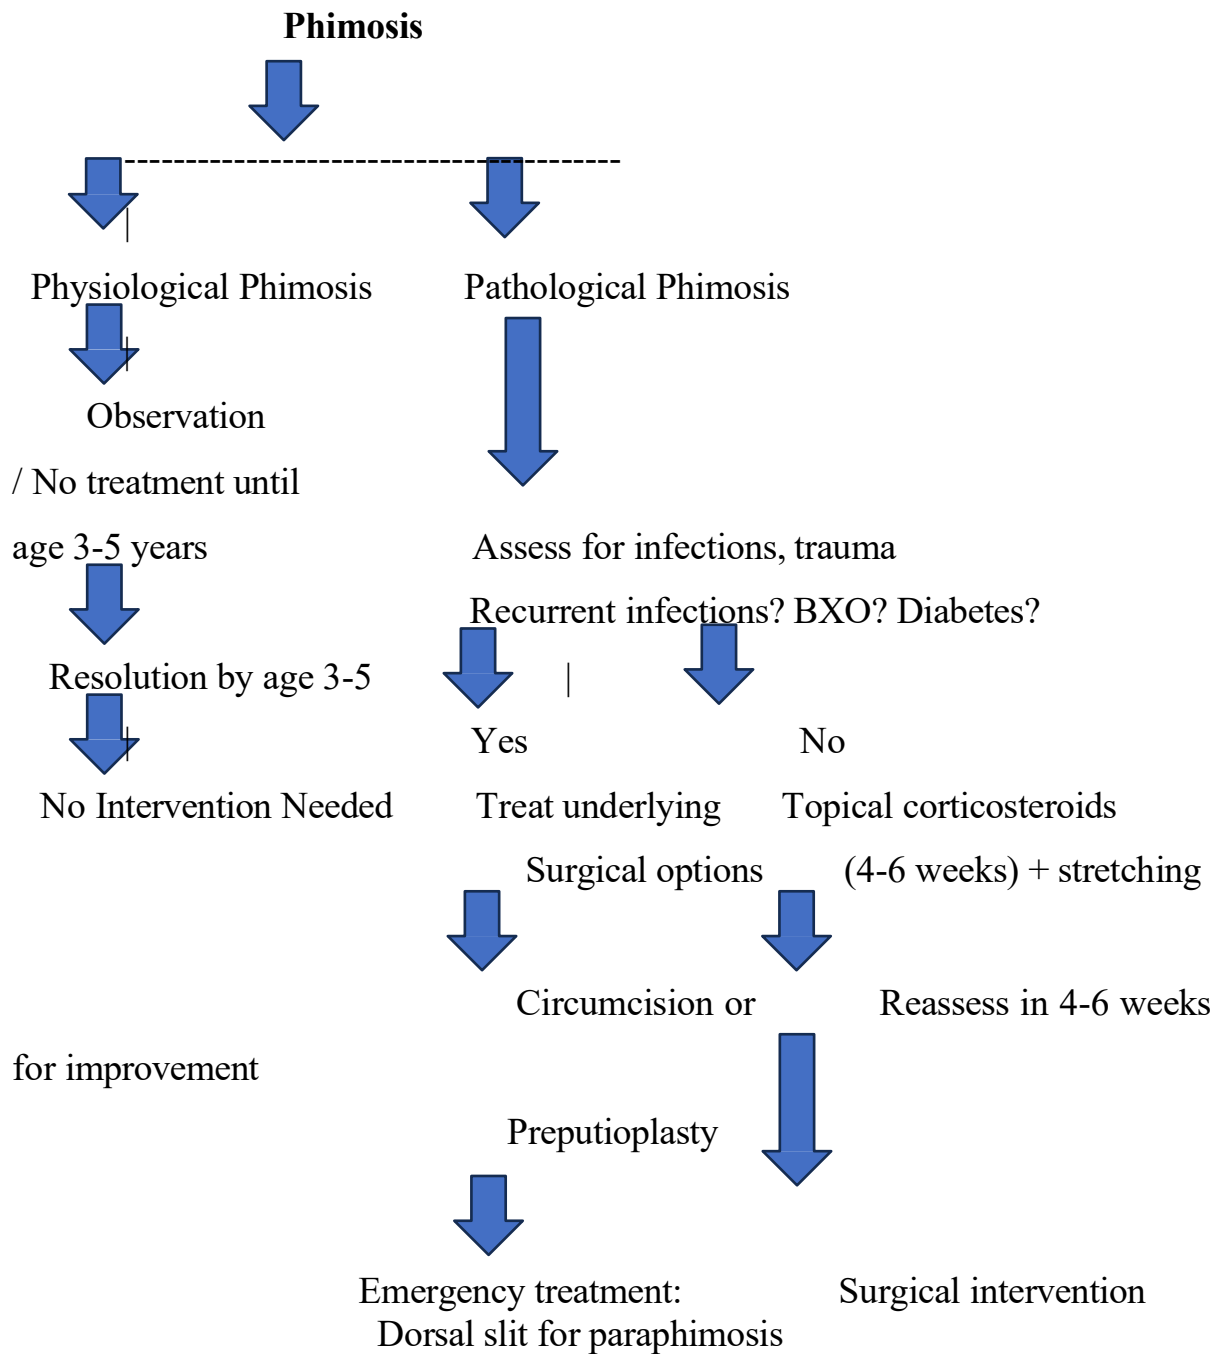 Phimosis
Physiological Phimosis Pathological Phimosis
Observation
/ No treatment until
age 3-5 years Assess for infections, trauma
Recurrent infections? BXO? Diabetes?
Resolution by age 3-5 |
Yes No
No Intervention Needed Treat underlying Topical corticosteroids
Surgical options (4-6 weeks) + stretching
Circumcision or Reassess in 4-6 weeks
for improvement
Preputioplasty
Emergency treatment: Surgical intervention
Dorsal slit for paraphimosis